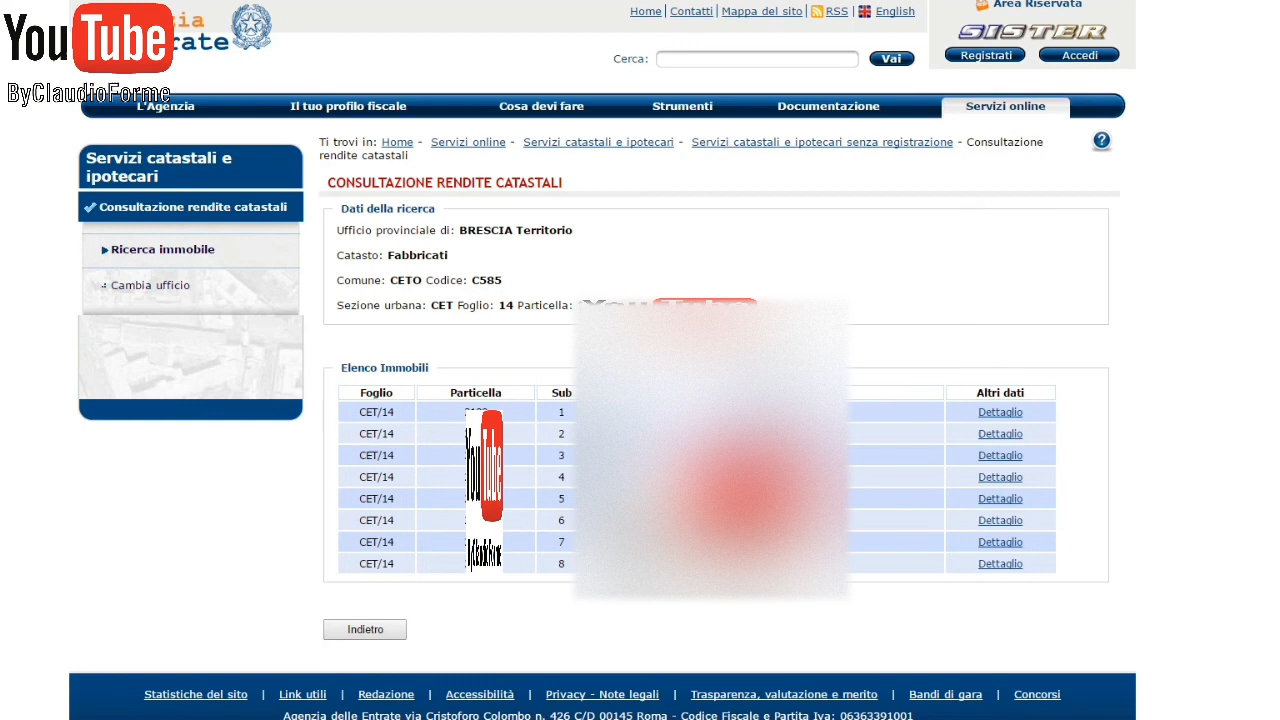 YouTube
ByClaudioForme
Home | Contatti | Mappa del sito | RSS | English
Area Riservata
SISTER
Cerca: Vai
Registrati Accedi
L'Agenzia Il tuo profilo fiscale Cosa devi fare Strumenti Documentazione Servizi online
Servizi catastali e
ipotecari
Consultazione rendite catastali
Ricerca immobile
Cambia ufficio
Ti trovi in: Home - Servizi online - Servizi catastali e ipotecari - Servizi catastali e ipotecari senza registrazione - Consultazione
rendite catastali
CONSULTAZIONE RENDITE CATASTALI
Dati della ricerca
Ufficio provinciale di: BRESCIA Territorio
Catasto: Fabbricati
Comune: CETO Codice: C585
Sezione urbana: CET Foglio: 14 Particella:
Elenco Immobili
Foglio Particella Sub Altri dati
CET/14 1 Dettaglio
CET/14 2 Dettaglio
CET/14 3 Dettaglio
CET/14 4 Dettaglio
CET/14 5 Dettaglio
CET/14 6 Dettaglio
CET/14 7 Dettaglio
CET/14 8 Dettaglio
YouTube
ByClaudioForme
Indietro
Statistiche del sito | Link utili | Redazione | Accessibilità | Privacy - Note legali | Trasparenza, valutazione e merito | Bandi di gara | Concorsi
Agenzia delle Entrate via Cristoforo Colombo n. 426 C/D 00145 Roma - Codice Fiscale e Partita Iva: 06363391001